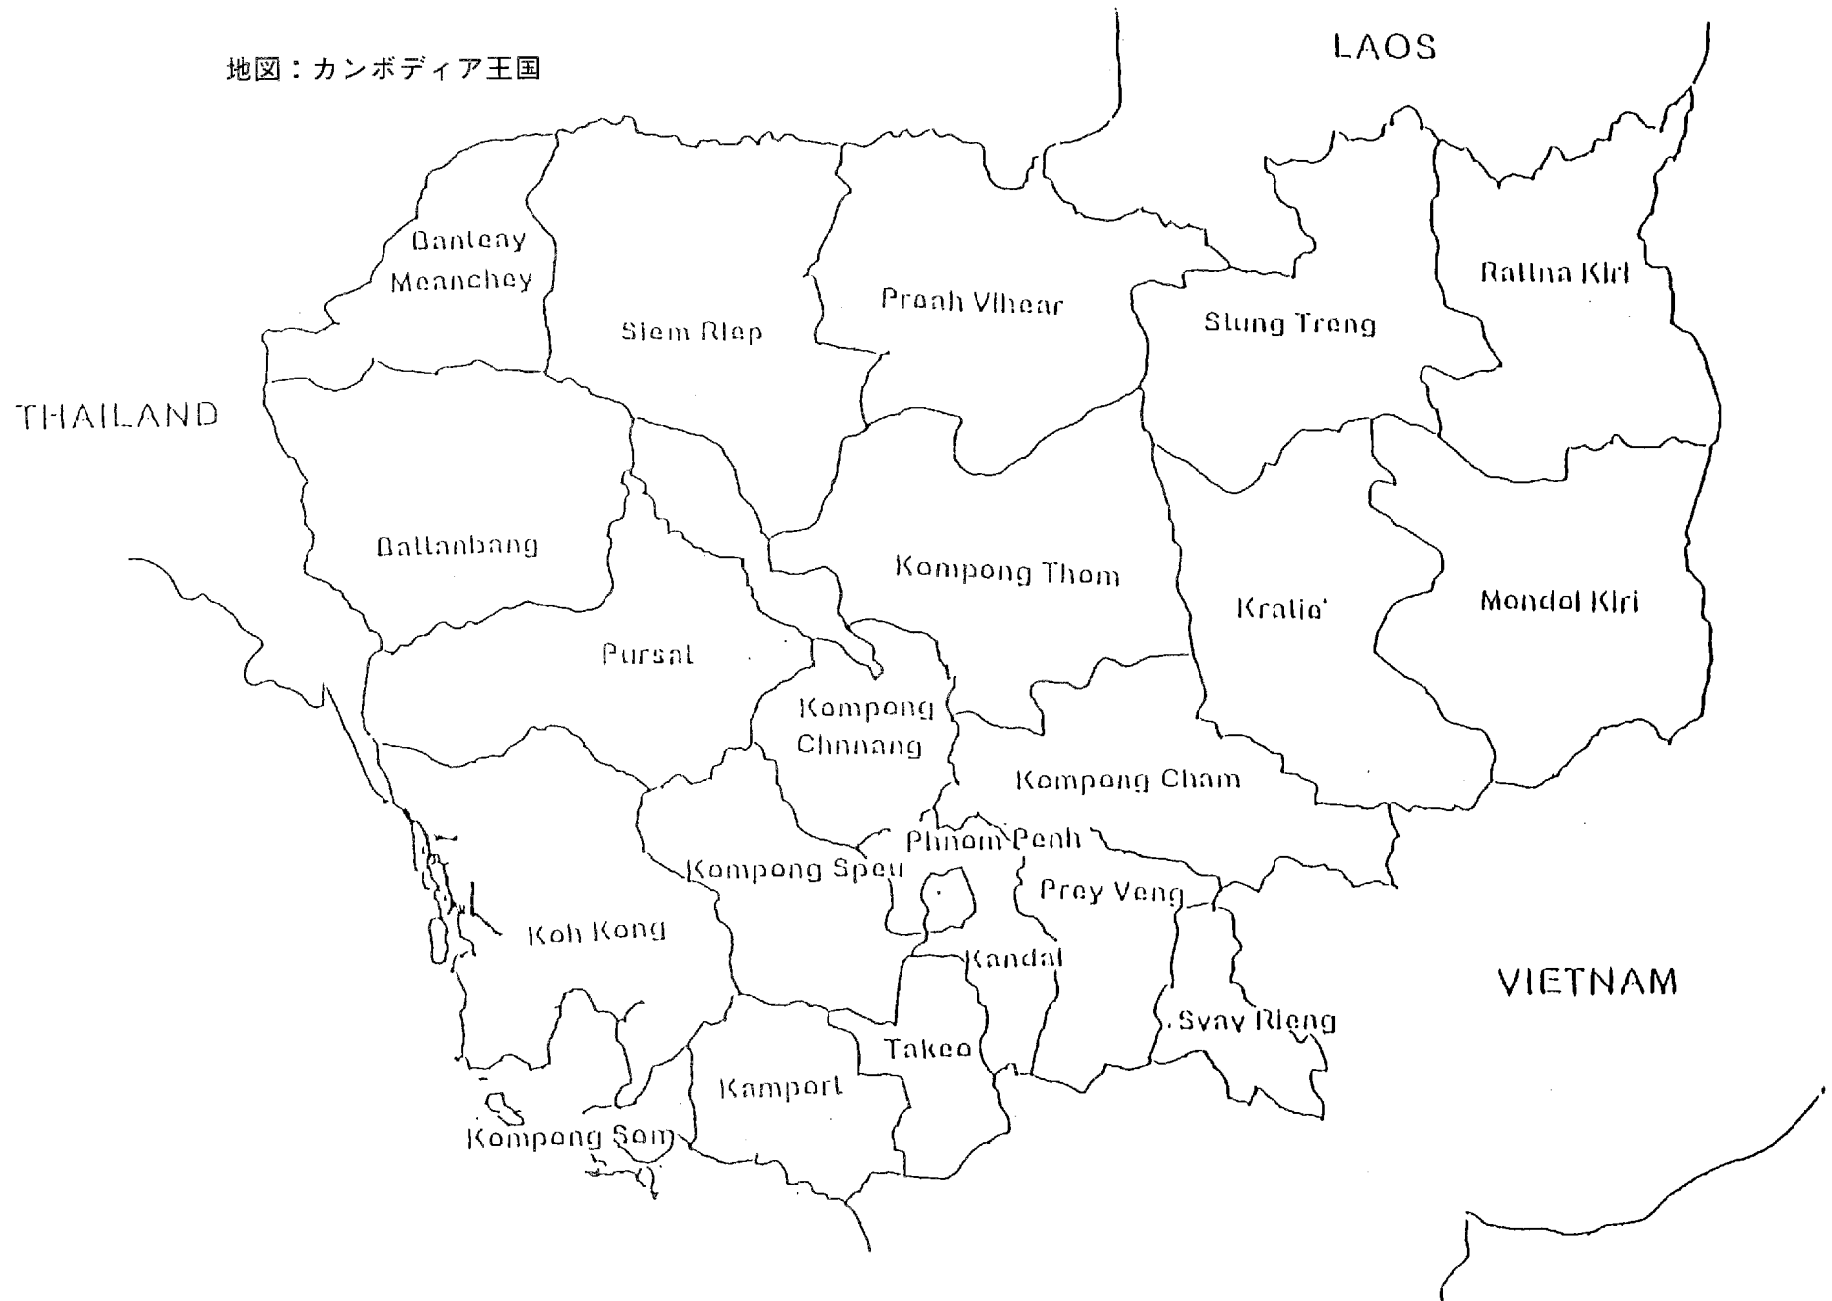 地図：カンボディア王国
LAOS
Banteay
Meanchey
Siem Riep
Preah Vihear
Stung Treng
Rattna Kiri
THAILAND
Battanbang
Kompong Thom
Kratie'
Mondol Kiri
Pursat
Kompong
Chnnang
Kompong Cham
Phnom Penh
Kompong Speu
Prey Veng
Koh Kong
Kandal
VIETNAM
Svay Rieng
Takeo
Kamport
Kompong Som